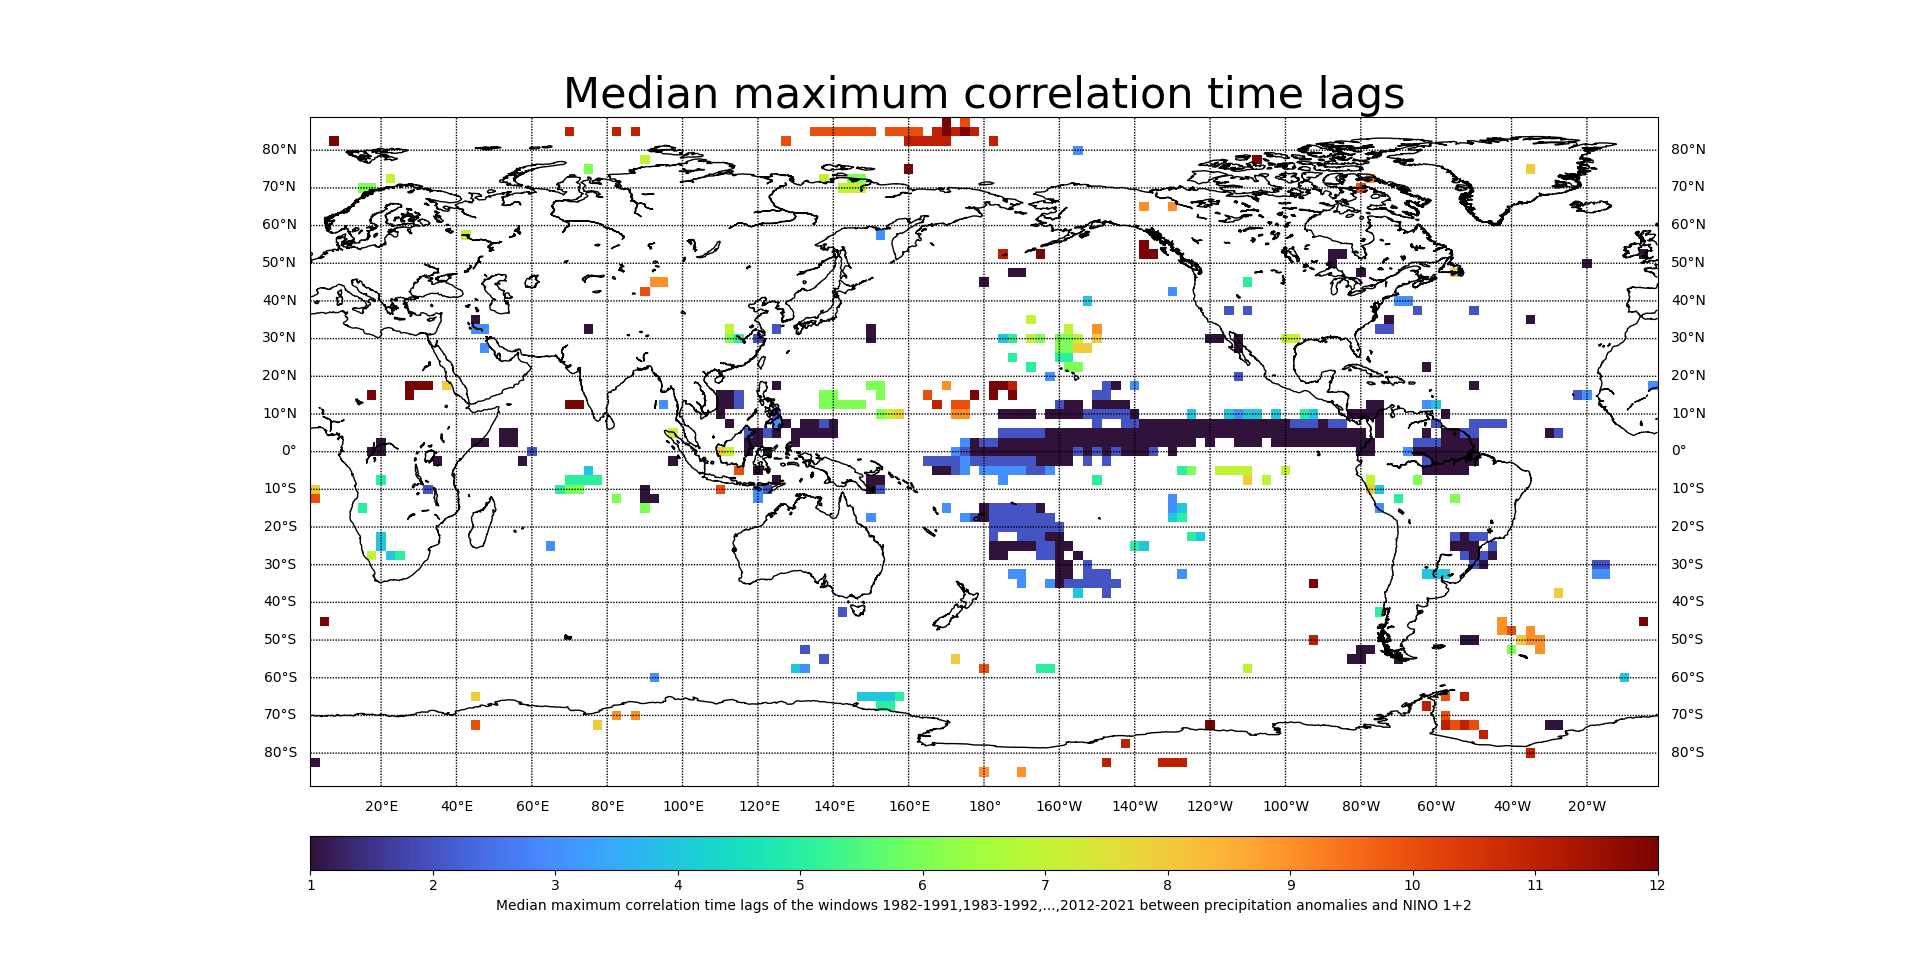 Median maximum correlation time lags
80°N 80°N
70°N 70°N
60°N 60°N
50°N 50°N
40°N 40°N
30°N 30°N
20°N 20°N
10°N 10°N
0° 0°
10°S 10°S
20°S 20°S
30°S 30°S
40°S 40°S
50°S 50°S
60°S 60°S
70°S 70°S
80°S 80°S
20°E 40°E 60°E 80°E 100°E 120°E 140°E 160°E 180° 160°W 140°W 120°W 100°W 80°W 60°W 40°W 20°W
1 2 3 4 5 6 7 8 9 10 11 12
Median maximum correlation time lags of the windows 1982-1991,1983-1992,...,2012-2021 between precipitation anomalies and NINO 1+2